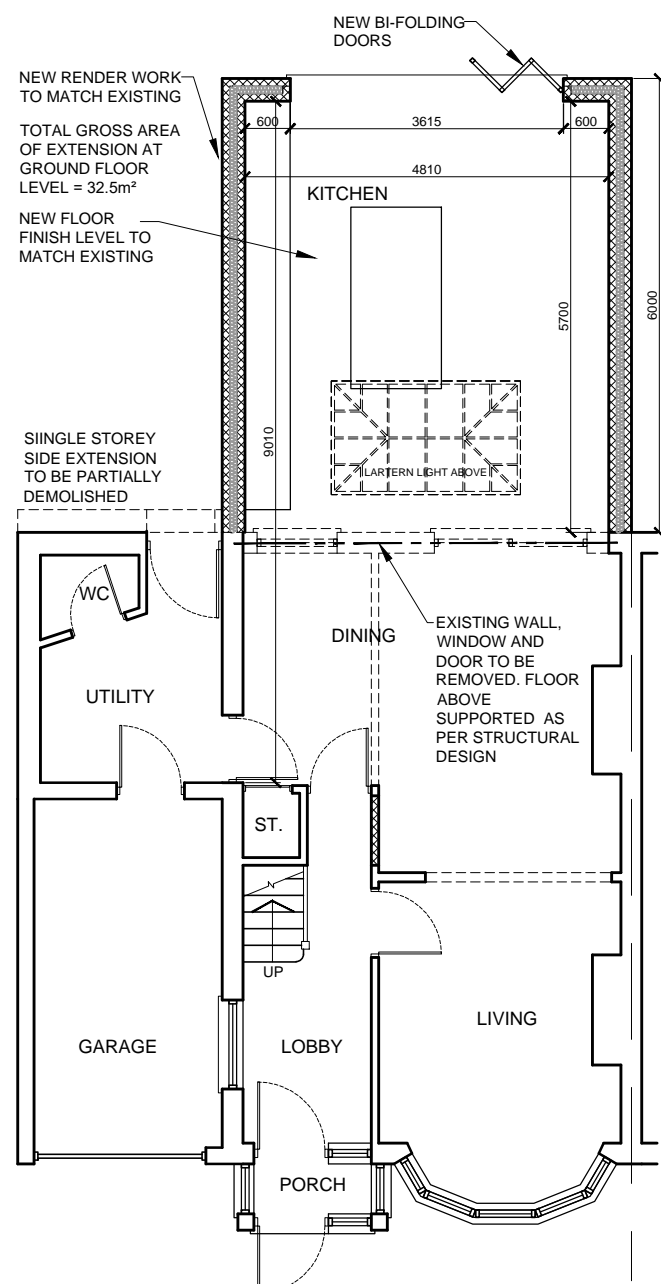 NEW BI-FOLDING
DOORS
NEW RENDER WORK
TO MATCH EXISTING
TOTAL GROSS AREA
OF EXTENSION AT
GROUND FLOOR
LEVEL = 32.5m²
NEW FLOOR
FINISH LEVEL TO
MATCH EXISTING
600
3615
600
4810
KITCHEN
5700
6000
9010
LARTERN LIGHT ABOVE
SIINGLE STOREY
SIDE EXTENSION
TO BE PARTIALLY
DEMOLISHED
WC
DINING
EXISTING WALL,
WINDOW AND
DOOR TO BE
REMOVED. FLOOR
ABOVE
SUPPORTED AS
PER STRUCTURAL
DESIGN
UTILITY
ST.
UP
GARAGE
LOBBY
LIVING
PORCH